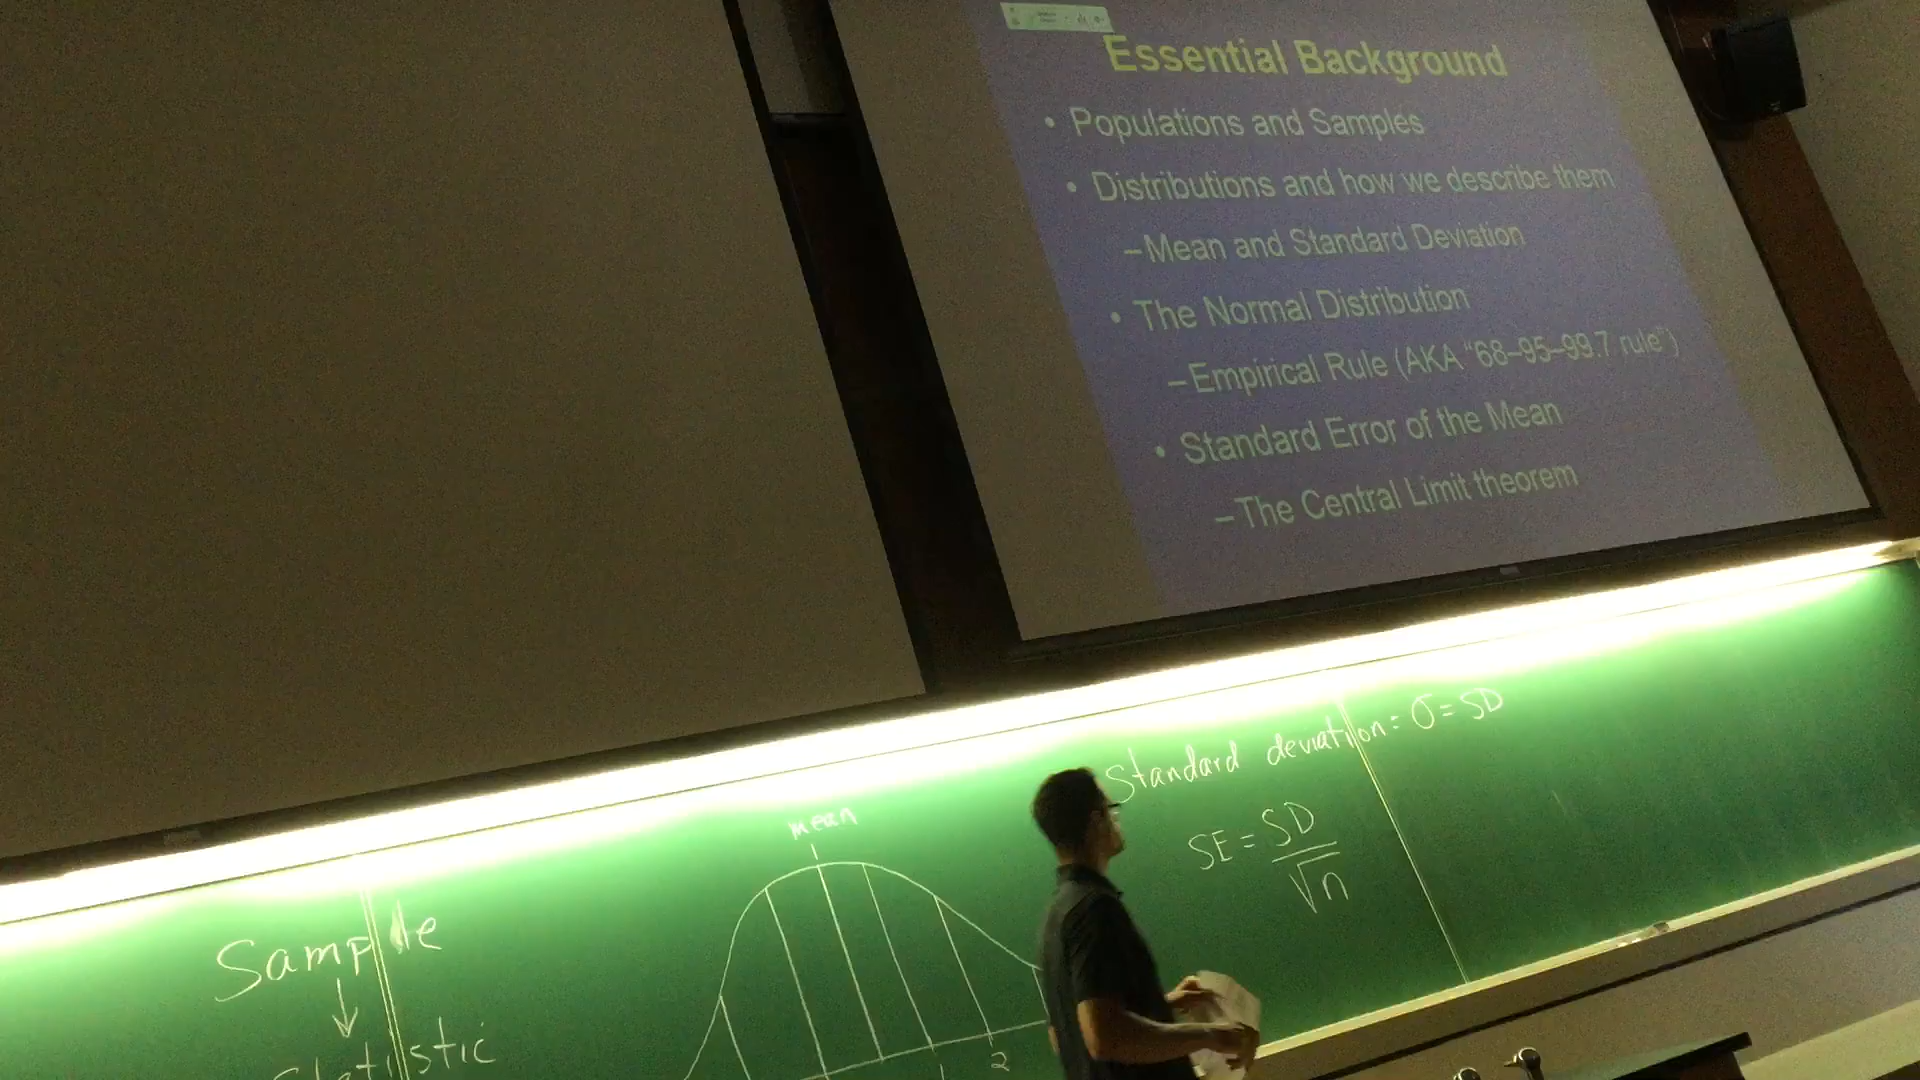 Essential Background
• Populations and Samples
• Distributions and how we describe them
– Mean and Standard Deviation
• The Normal Distribution
– Empirical Rule (AKA “68–95–99.7 rule”)
• Standard Error of the Mean
– The Central Limit theorem
Standard deviation = σ = SD
SE = SD
√n
mean
2
Sample
↓
Statistic